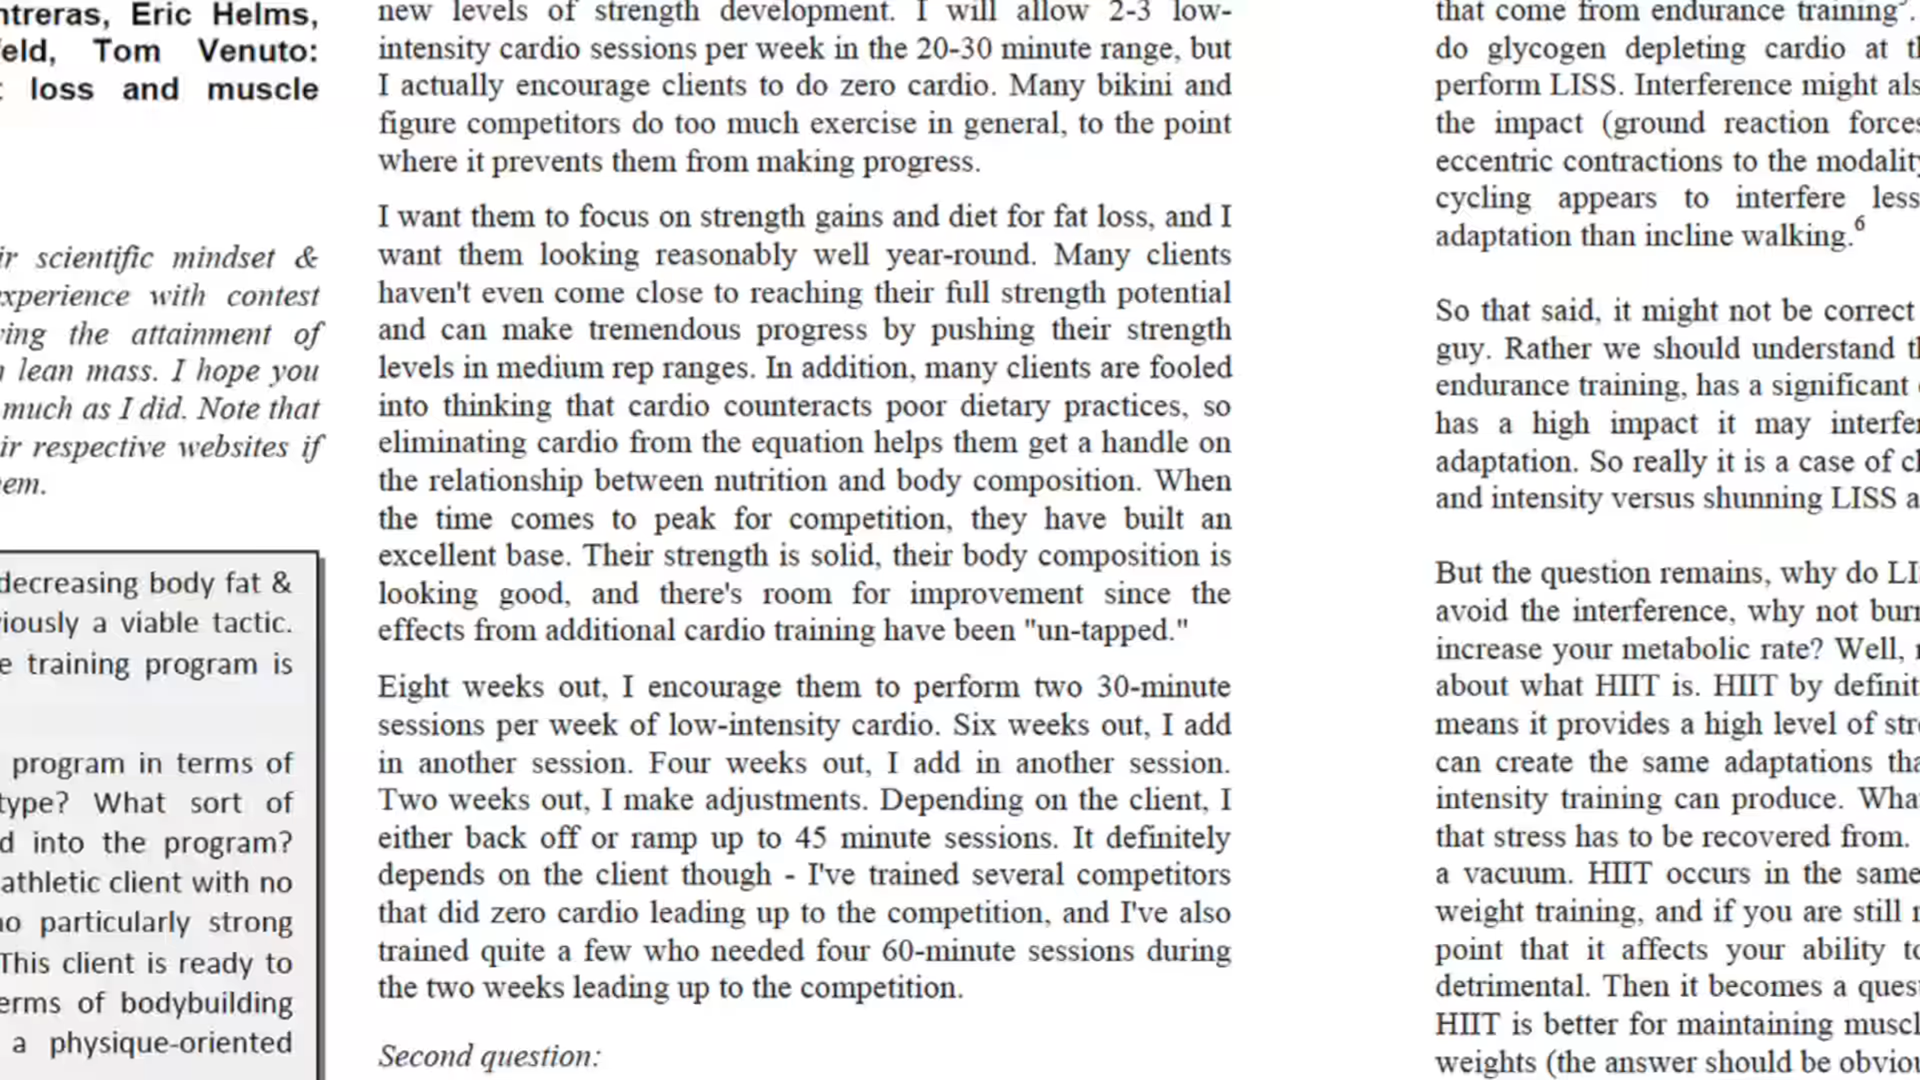 ntreras, Eric Helms,
feld, Tom Venuto:
loss and muscle
ir scientific mindset &
xperience with contest
ving the attainment of
n lean mass. I hope you
much as I did. Note that
ir respective websites if
em.
decreasing body fat &
viously a viable tactic.
e training program is
program in terms of
type? What sort of
d into the program?
athletic client with no
no particularly strong
This client is ready to
erms of bodybuilding
a physique-oriented
new levels of strength development. I will allow 2-3 low-
intensity cardio sessions per week in the 20-30 minute range, but
I actually encourage clients to do zero cardio. Many bikini and
figure competitors do too much exercise in general, to the point
where it prevents them from making progress.
I want them to focus on strength gains and diet for fat loss, and I
want them looking reasonably well year-round. Many clients
haven't even come close to reaching their full strength potential
and can make tremendous progress by pushing their strength
levels in medium rep ranges. In addition, many clients are fooled
into thinking that cardio counteracts poor dietary practices, so
eliminating cardio from the equation helps them get a handle on
the relationship between nutrition and body composition. When
the time comes to peak for competition, they have built an
excellent base. Their strength is solid, their body composition is
looking good, and there's room for improvement since the
effects from additional cardio training have been "un-tapped."
Eight weeks out, I encourage them to perform two 30-minute
sessions per week of low-intensity cardio. Six weeks out, I add
in another session. Four weeks out, I add in another session.
Two weeks out, I make adjustments. Depending on the client, I
either back off or ramp up to 45 minute sessions. It definitely
depends on the client though - I've trained several competitors
that did zero cardio leading up to the competition, and I've also
trained quite a few who needed four 60-minute sessions during
the two weeks leading up to the competition.
Second question:
that come from endurance training⁵.
do glycogen depleting cardio at th
perform LISS. Interference might als
the impact (ground reaction forces
eccentric contractions to the modality
cycling appears to interfere less
adaptation than incline walking.⁶
So that said, it might not be correct
guy. Rather we should understand th
endurance training, has a significant
has a high impact it may interfer
adaptation. So really it is a case of cl
and intensity versus shunning LISS a
But the question remains, why do LI
avoid the interference, why not burn
increase your metabolic rate? Well,
about what HIIT is. HIIT by definit
means it provides a high level of stre
can create the same adaptations tha
intensity training can produce. Wha
that stress has to be recovered from.
a vacuum. HIIT occurs in the same
weight training, and if you are still
point that it affects your ability to
detrimental. Then it becomes a ques
HIIT is better for maintaining muscl
weights (the answer should be obviou